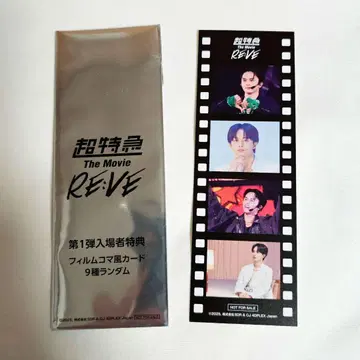 超特急
The Movie
RE:VE
第1弾入場者特典
フィルムコマ風カード
9種ランダム
超特急
The Movie
RE:VE
NOT FOR SALE